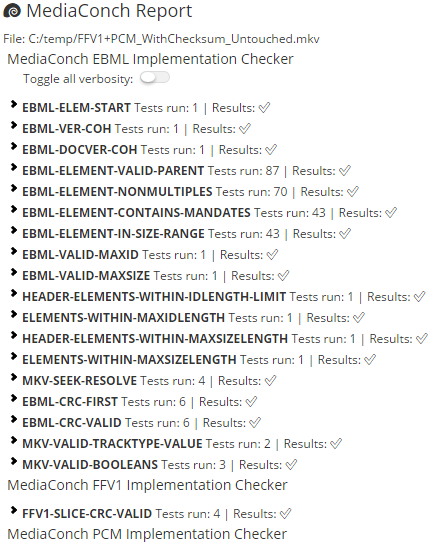 MediaConch Report
File: C:/temp/FFV1+PCM_WithChecksum_Untouched.mkv
MediaConch EBML Implementation Checker
Toggle all verbosity:
EBML-ELEM-START Tests run: 1 | Results:
EBML-VER-COH Tests run: 1 | Results:
EBML-DOCVER-COH Tests run: 1 | Results:
EBML-ELEMENT-VALID-PARENT Tests run: 87 | Results:
EBML-ELEMENT-NONMULTIPLES Tests run: 70 | Results:
EBML-ELEMENT-CONTAINS-MANDATES Tests run: 43 | Results:
EBML-ELEMENT-IN-SIZE-RANGE Tests run: 43 | Results:
EBML-VALID-MAXID Tests run: 1 | Results:
EBML-VALID-MAXSIZE Tests run: 1 | Results:
HEADER-ELEMENTS-WITHIN-IDLENGTH-LIMIT Tests run: 1 | Results:
ELEMENTS-WITHIN-MAXIDLENGTH Tests run: 1 | Results:
HEADER-ELEMENTS-WITHIN-MAXSIZELENGTH Tests run: 1 | Results:
ELEMENTS-WITHIN-MAXSIZELENGTH Tests run: 1 | Results:
MKV-SEEK-RESOLVE Tests run: 4 | Results:
EBML-CRC-FIRST Tests run: 6 | Results:
EBML-CRC-VALID Tests run: 6 | Results:
MKV-VALID-TRACKTYPE-VALUE Tests run: 2 | Results:
MKV-VALID-BOOLEANS Tests run: 3 | Results:
MediaConch FFV1 Implementation Checker
FFV1-SLICE-CRC-VALID Tests run: 4 | Results:
MediaConch PCM Implementation Checker